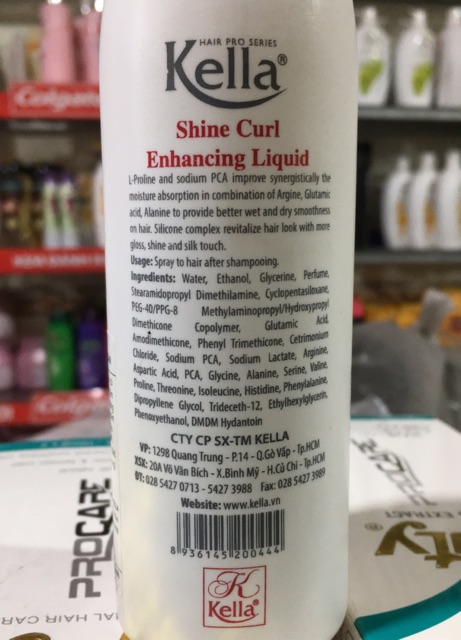 HAIR PRO SERIES
Kella®
Shine Curl
Enhancing Liquid
L-Proline and sodium PCA improve synergistically the
moisture absorption in combination of Argine, Glutamic
acid, Alanine to provide better wet and dry smoothness
on hair. Silicone complex revitalize hair look with more
gloss, shine and silk touch.
Usage: Spray to hair after shampooing.
Ingredients: Water, Ethanol, Glycerine, Perfume,
Stearamidopropyl Dimethilamine, Cyclopentasiloxane,
PEG-40/PPG-8 Methylaminopropyl/Hydroxypropyl
Dimethicone Copolymer, Glutamic Acid,
Amodimethicone, Phenyl Trimethicone, Cetrimonium
Chloride, Sodium PCA, Sodium Lactate, Arginine,
Aspartic Acid, PCA, Glycine, Alanine, Serine, Valine,
Proline, Threonine, Isoleucine, Histidine, Phenylalanine,
Dipropyllene Glycol, Trideceth-12, Ethylhexylglycerin,
Phenoxyethanol, DMDM Hydantoin
CTY CP SX-TM KELLA
VP: 1298 Quang Trung - P.14 - Q.Gò Vấp - Tp.HCM
XSX: 20A Võ Văn Bích - X.Bình Mỹ - H.Củ Chi - Tp.HCM
ĐT: 028 5427 0713 - 5427 3988 Fax: 028 5427 3989
Website: www.kella.vn
8 936145 200444
K
Kella®
Colgate
PROCARE
PROCARE
EXTRACT